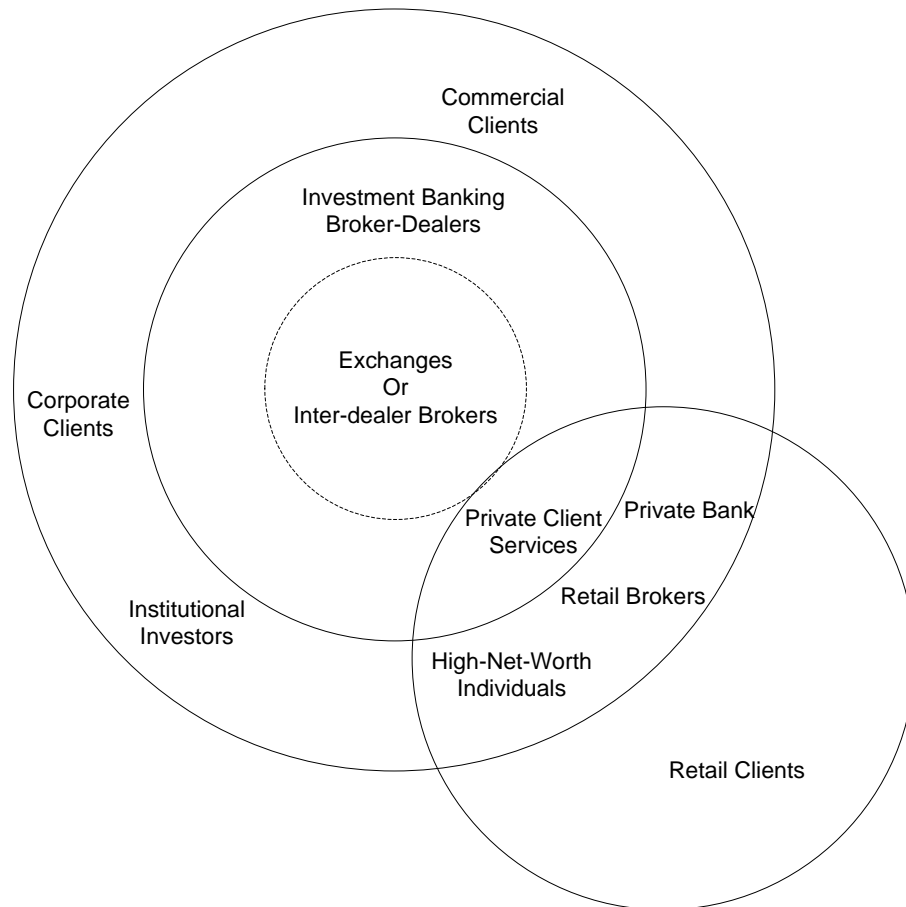 Commercial
Clients
Investment Banking
Broker-Dealers
Exchanges
Or
Inter-dealer Brokers
Corporate
Clients
Private Client
Services
Private Bank
Retail Brokers
Institutional
Investors
High-Net-Worth
Individuals
Retail Clients